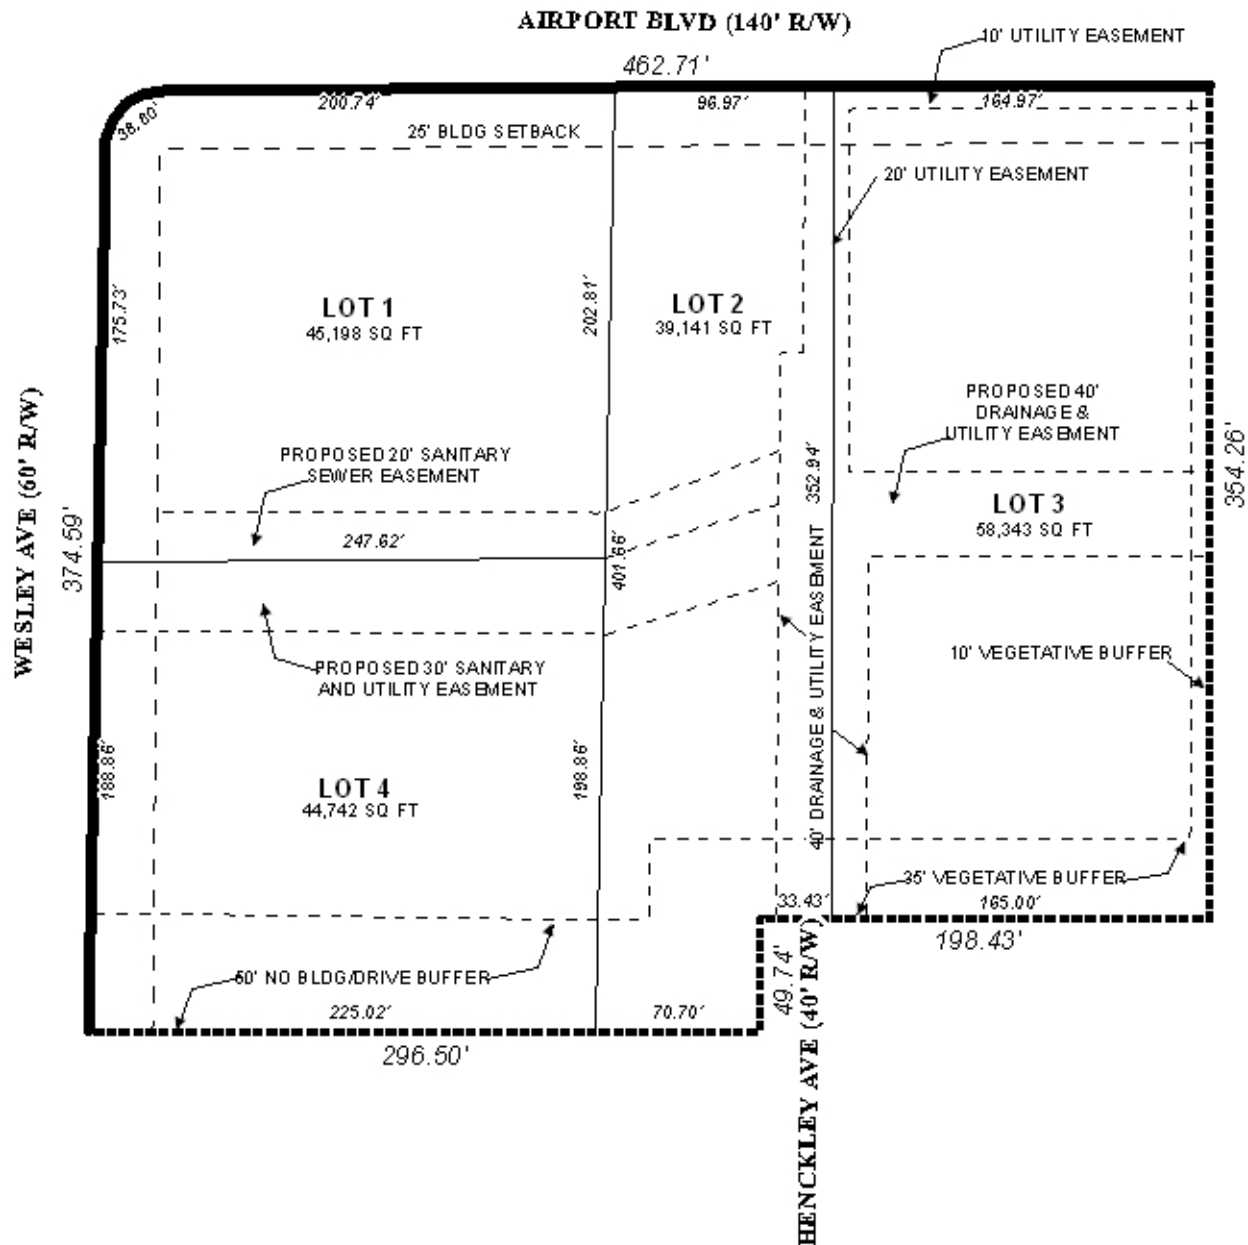 AIRPORT BLVD (140' R/W)
10' UTILITY EASEMENT
462.71'
200.74'
96.97'
164.97'
38.60'
25' BLDG SETBACK
20' UTILITY EASEMENT
175.73'
202.81'
LOT 1
45,198 SQ FT
LOT 2
39,141 SQ FT
PROPOSED 40'
DRAINAGE &
UTILITY EASEMENT
WESLEY AVE (60' R/W)
374.59'
354.26'
PROPOSED 20' SANITARY
SEWER EASEMENT
352.94'
LOT 3
58,343 SQ FT
247.62'
401.66'
40' DRAINAGE & UTILITY EASEMENT
10' VEGETATIVE BUFFER
PROPOSED 30' SANITARY
AND UTILITY EASEMENT
188.86'
198.86'
LOT 4
44,742 SQ FT
35' VEGETATIVE BUFFER
33.43'
165.00'
198.43'
49.74'
50' NO BLDG/DRIVE BUFFER
225.02'
70.70'
296.50'
HENCKLEY AVE (40' R/W)